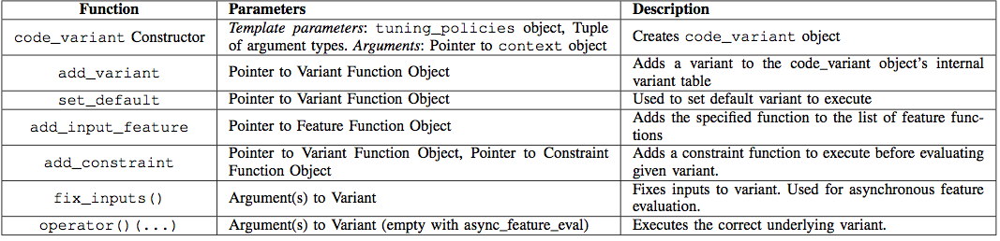 Function Parameters Description
code_variant Constructor Template parameters: tuning_policies object, Tuple of argument types. Arguments: Pointer to context object Creates code_variant object
add_variant Pointer to Variant Function Object Adds a variant to the code_variant object's internal variant table
set_default Pointer to Variant Function Object Used to set default variant to execute
add_input_feature Pointer to Feature Function Object Adds the specified function to the list of feature func-tions
add_constraint Pointer to Variant Function Object, Pointer to Constraint Function Object Adds a constraint function to execute before evaluating given variant.
fix_inputs() Argument(s) to Variant Fixes inputs to variant. Used for asynchronous feature evaluation.
operator()(...) Argument(s) to Variant (empty with async_feature_eval) Executes the correct underlying variant.